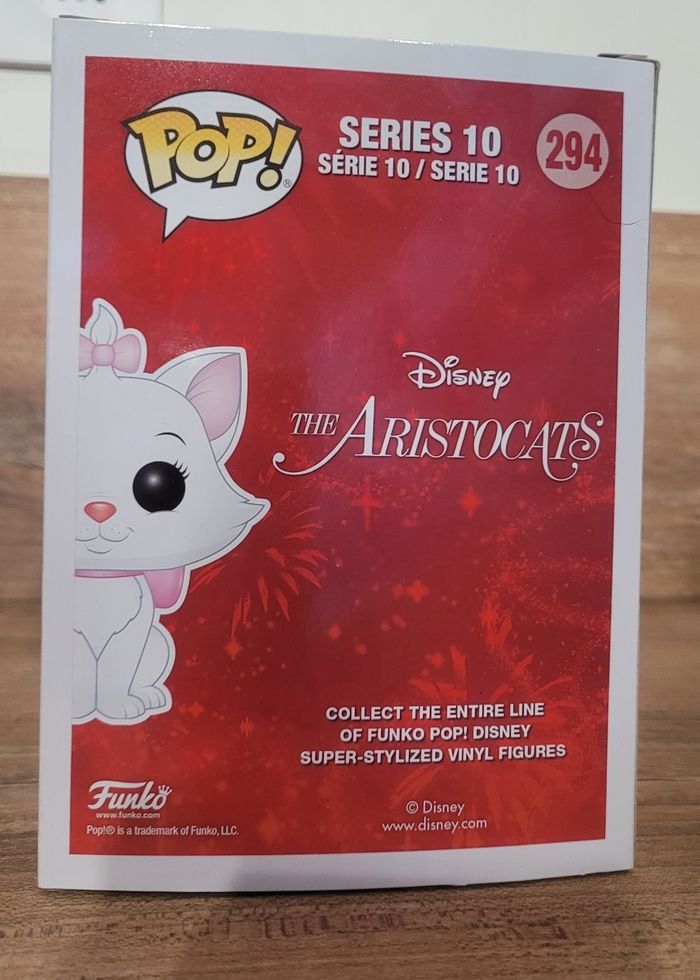 POP!®
SERIES 10
SÉRIE 10 / SERIE 10
294
Disney
THE ARISTOCATS
COLLECT THE ENTIRE LINE
OF FUNKO POP! DISNEY
SUPER-STYLIZED VINYL FIGURES
Funko
www.funko.com
Pop!® is a trademark of Funko, LLC.
© Disney
www.disney.com